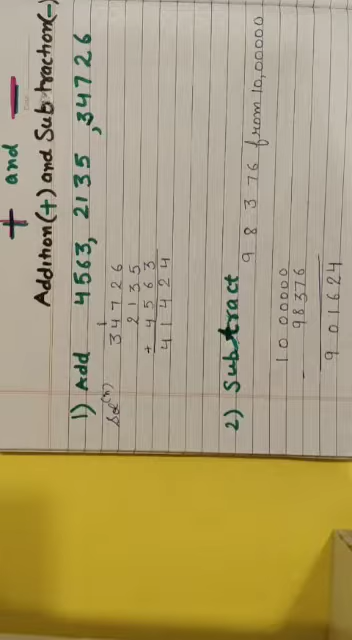 + and −
Addition(+) and Subtraction(−)
1) Add 4563, 2135 ,34726
Sol(n)
1
34726
2135
+ 4563
41424
2) Subtract
98376 from 10,00000
1000000
98376
−
901624